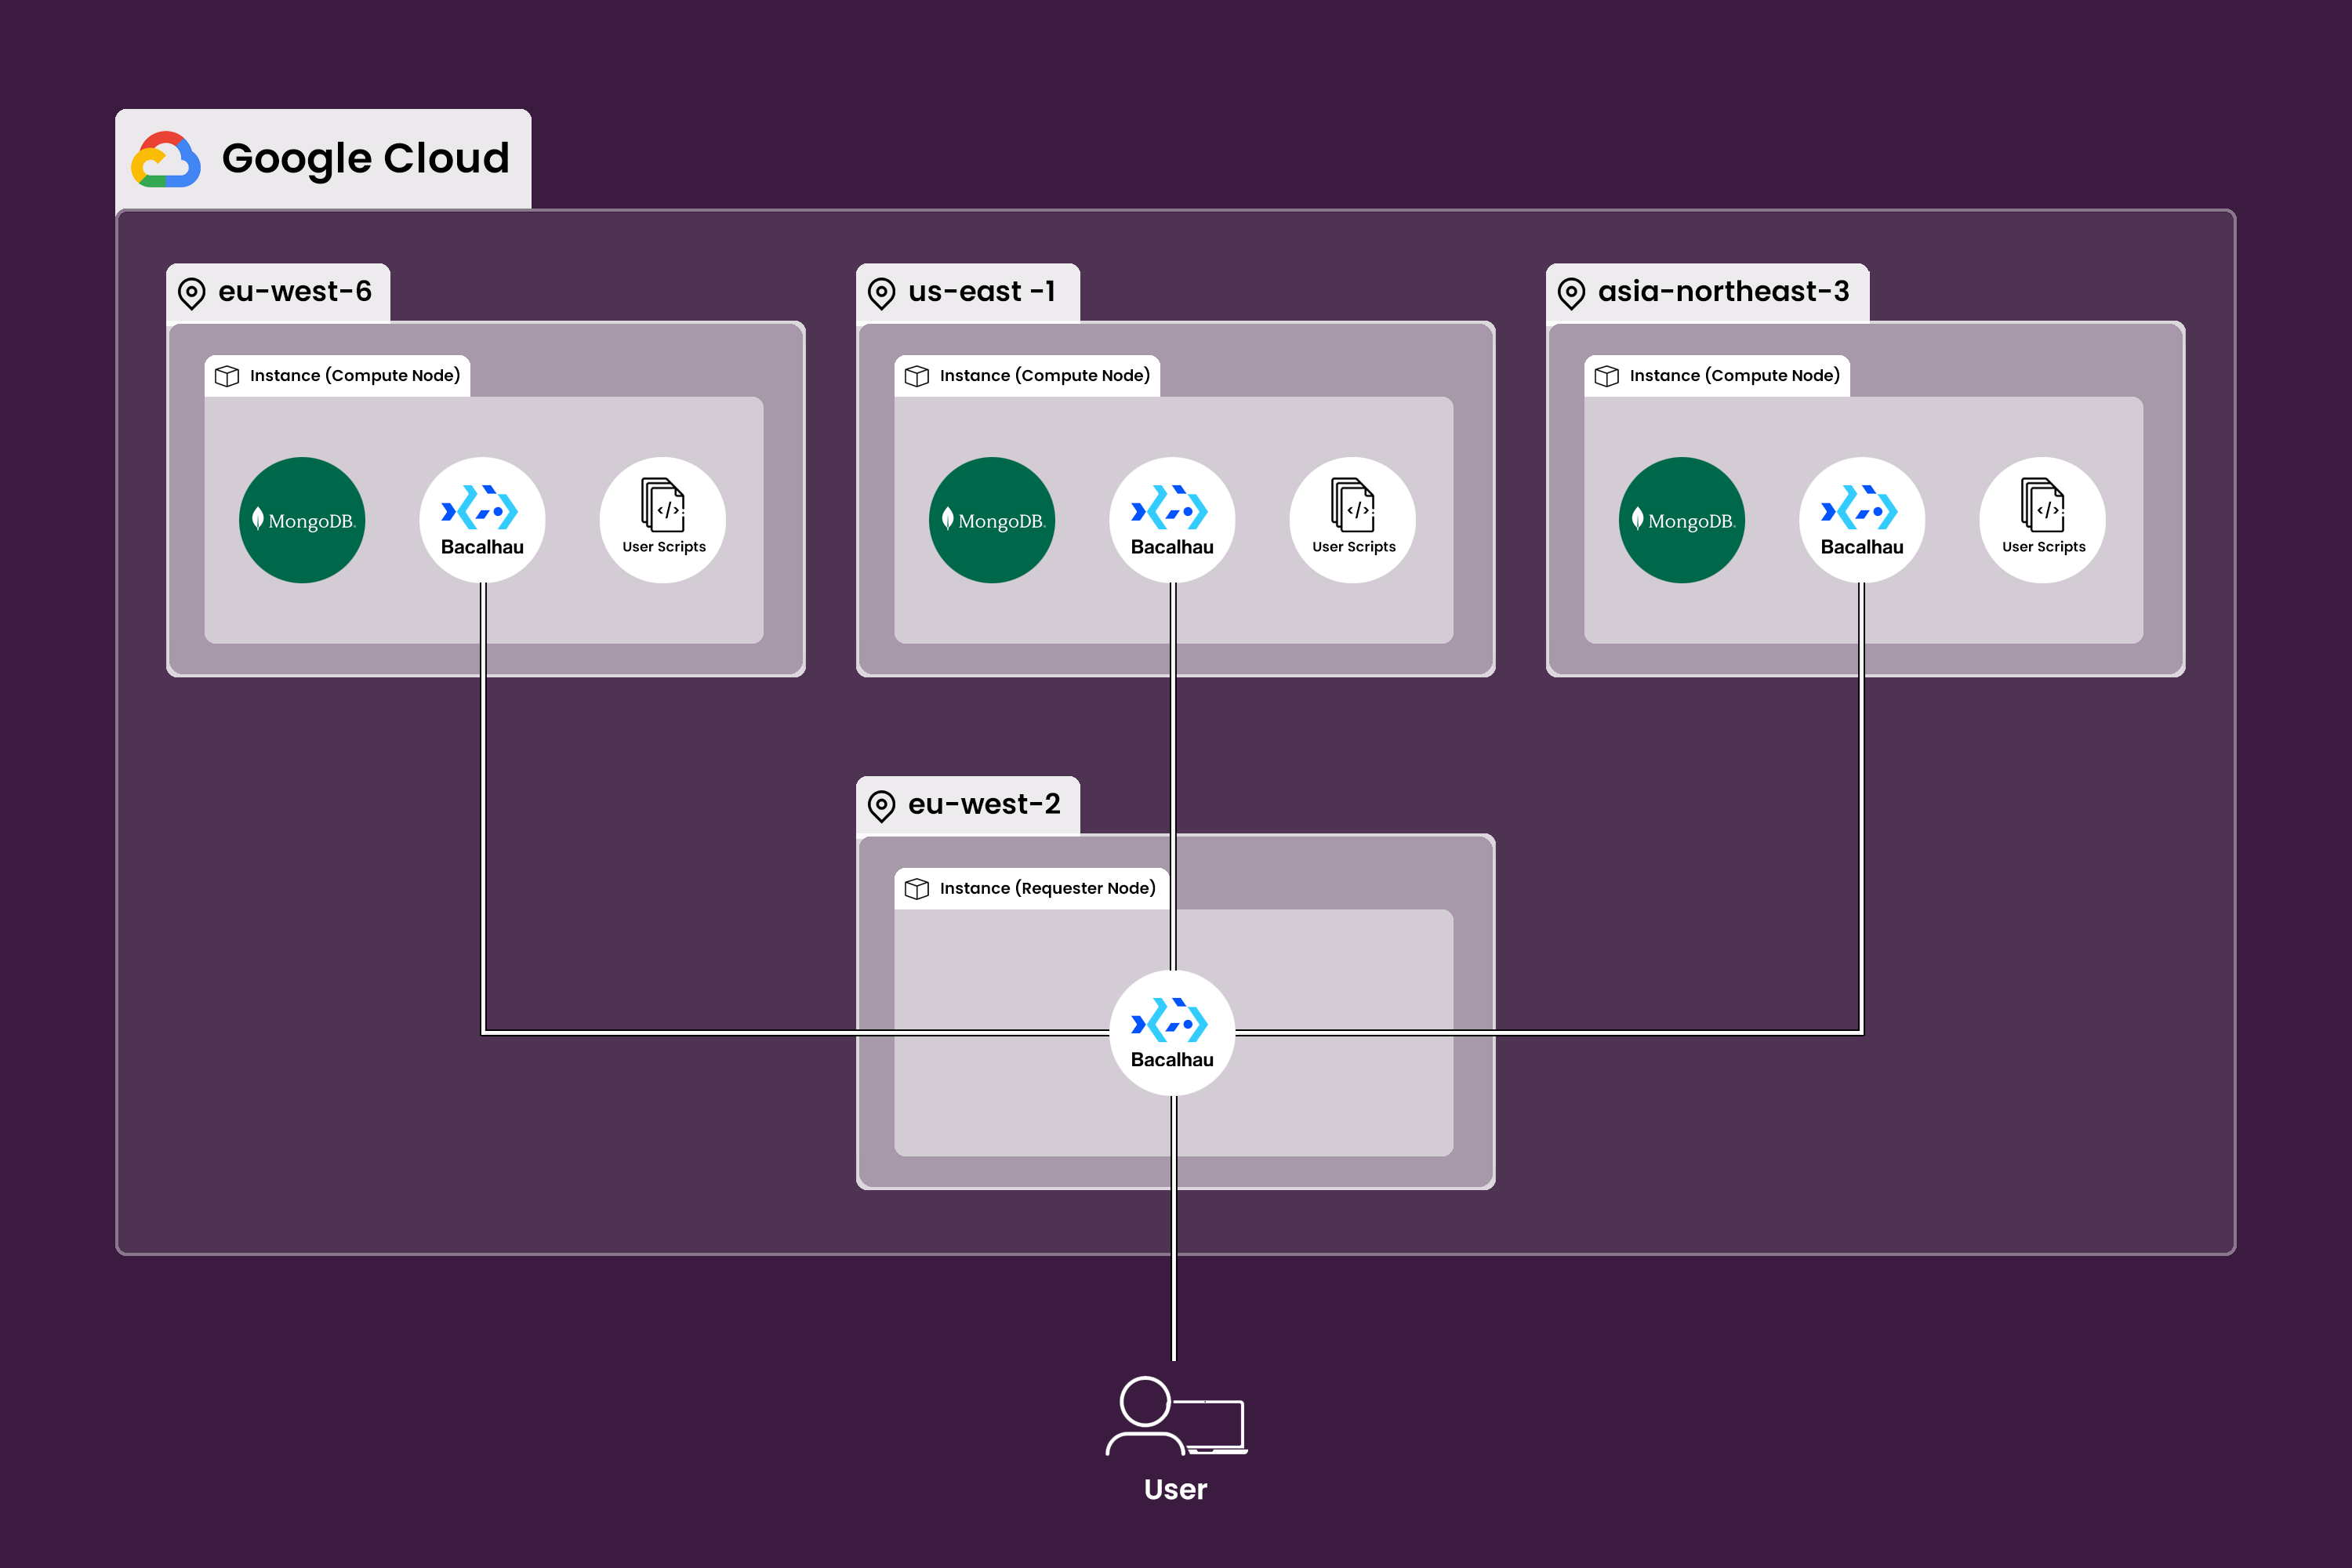 Google Cloud
eu-west-6
us-east -1
asia-northeast-3
Instance (Compute Node)
Instance (Compute Node)
Instance (Compute Node)
MongoDB.
Bacalhau
User Scripts
MongoDB.
Bacalhau
User Scripts
MongoDB.
Bacalhau
User Scripts
eu-west-2
Instance (Requester Node)
Bacalhau
User